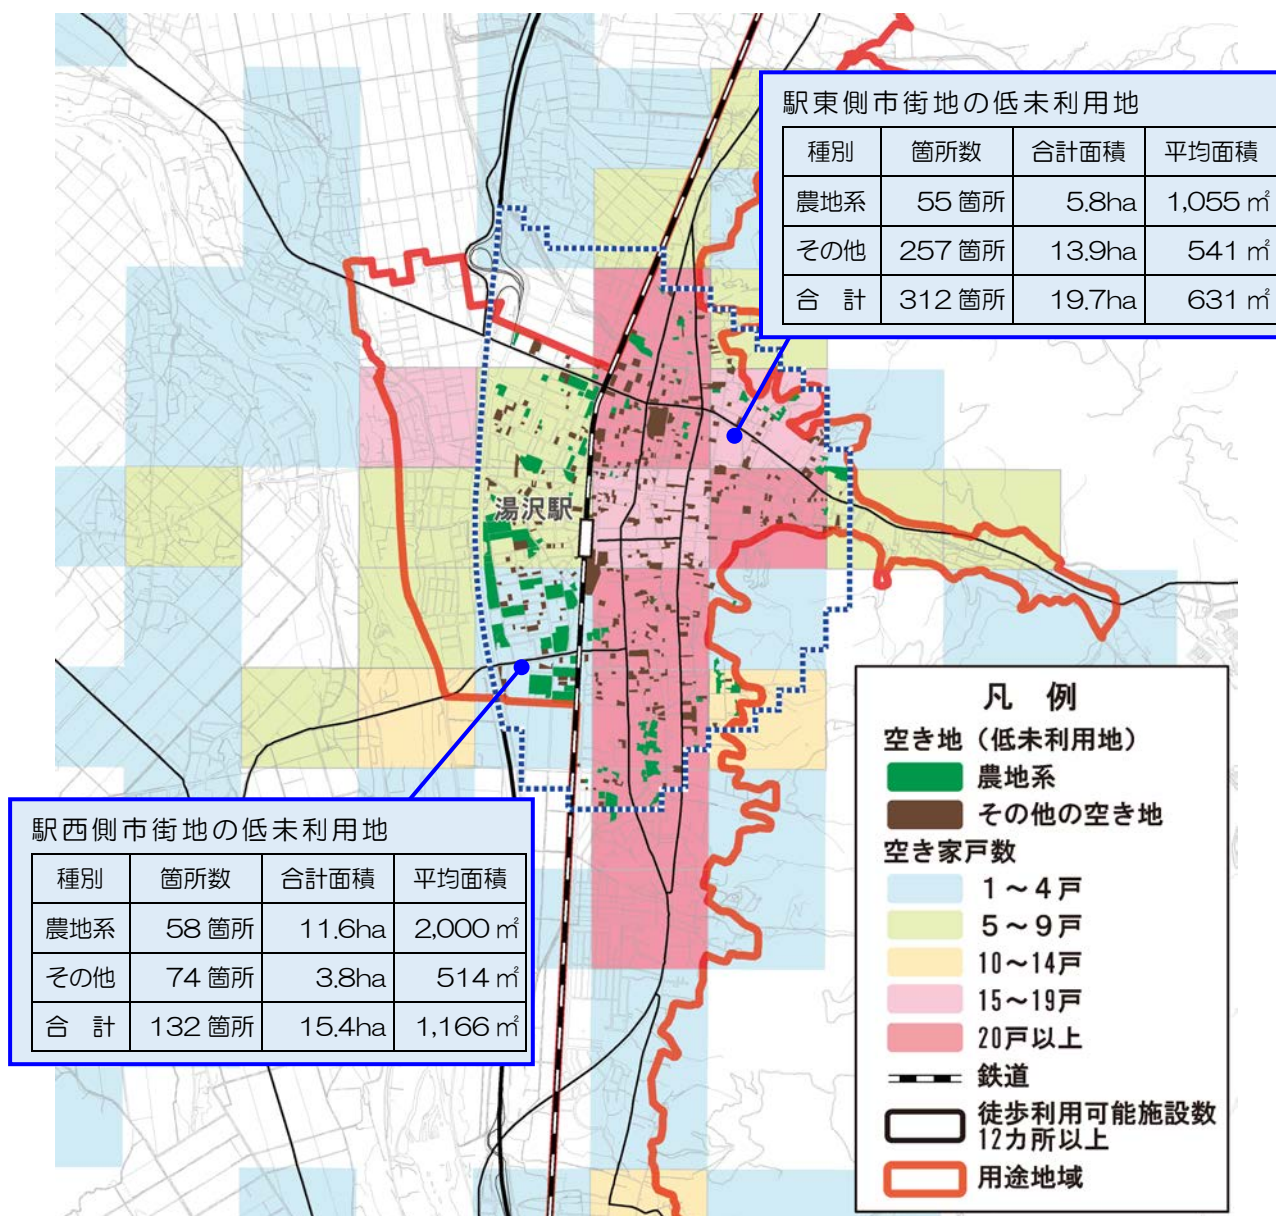 駅東側市街地の低未利用地
種別 箇所数 合計面積 平均面積
農地系 55箇所 5.8ha 1,055㎡
その他 257箇所 13.9ha 541㎡
合 計 312箇所 19.7ha 631㎡
湯沢駅
駅西側市街地の低未利用地
種別 箇所数 合計面積 平均面積
農地系 58箇所 11.6ha 2,000㎡
その他 74箇所 3.8ha 514㎡
合 計 132箇所 15.4ha 1,166㎡
凡 例
空き地（低未利用地）
農地系
その他の空き地
空き家戸数
1～4戸
5～9戸
10～14戸
15～19戸
20戸以上
鉄道
徒歩利用可能施設数
12カ所以上
用途地域